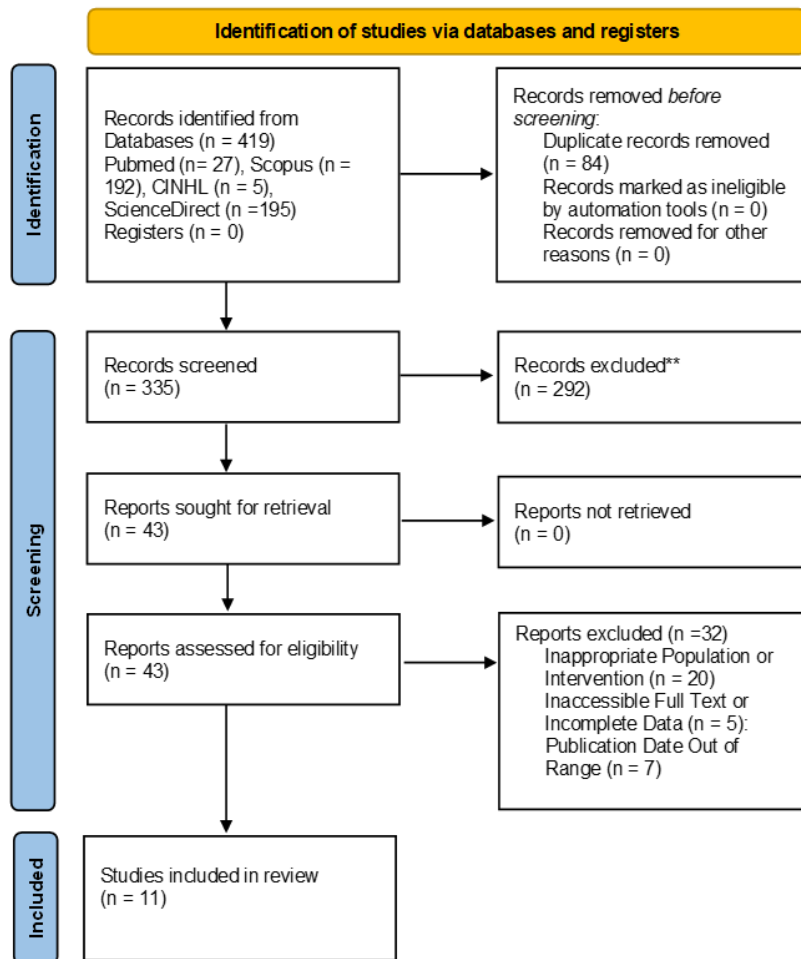 Identification of studies via databases and registers
Identification
Records identified from
Databases (n = 419)
Pubmed (n= 27), Scopus (n =
192), CINHL (n = 5),
ScienceDirect (n =195)
Registers (n = 0)
Records removed before
screening:
Duplicate records removed
(n = 84)
Records marked as ineligible
by automation tools (n = 0)
Records removed for other
reasons (n = 0)
Screening
Records screened
(n = 335)
Records excluded**
(n = 292)
Reports sought for retrieval
(n = 43)
Reports not retrieved
(n = 0)
Reports assessed for eligibility
(n = 43)
Reports excluded (n =32)
Inappropriate Population or
Intervention (n = 20)
Inaccessible Full Text or
Incomplete Data (n = 5):
Publication Date Out of
Range (n = 7)
Included
Studies included in review
(n = 11)